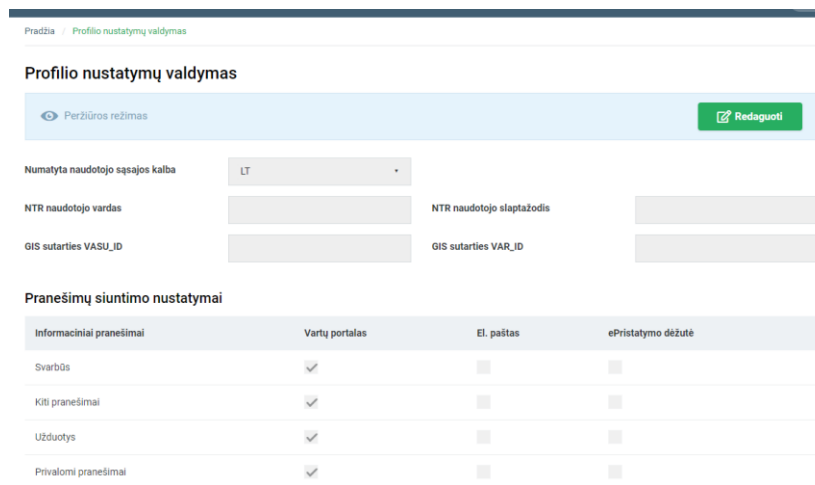 Pradžia / Profilio nustatymų valdymas
Profilio nustatymų valdymas
Peržiūros režimas
Redaguoti
Numatyta naudotojo sąsajos kalba LT
NTR naudotojo vardas NTR naudotojo slaptažodis
GIS sutarties VASU_ID GIS sutarties VAR_ID
Pranešimų siuntimo nustatymai
Informaciniai pranešimai Vartų portalas El. paštas ePristatymo dėžutė
Svarbūs
Kiti pranešimai
Užduotys
Privalomi pranešimai